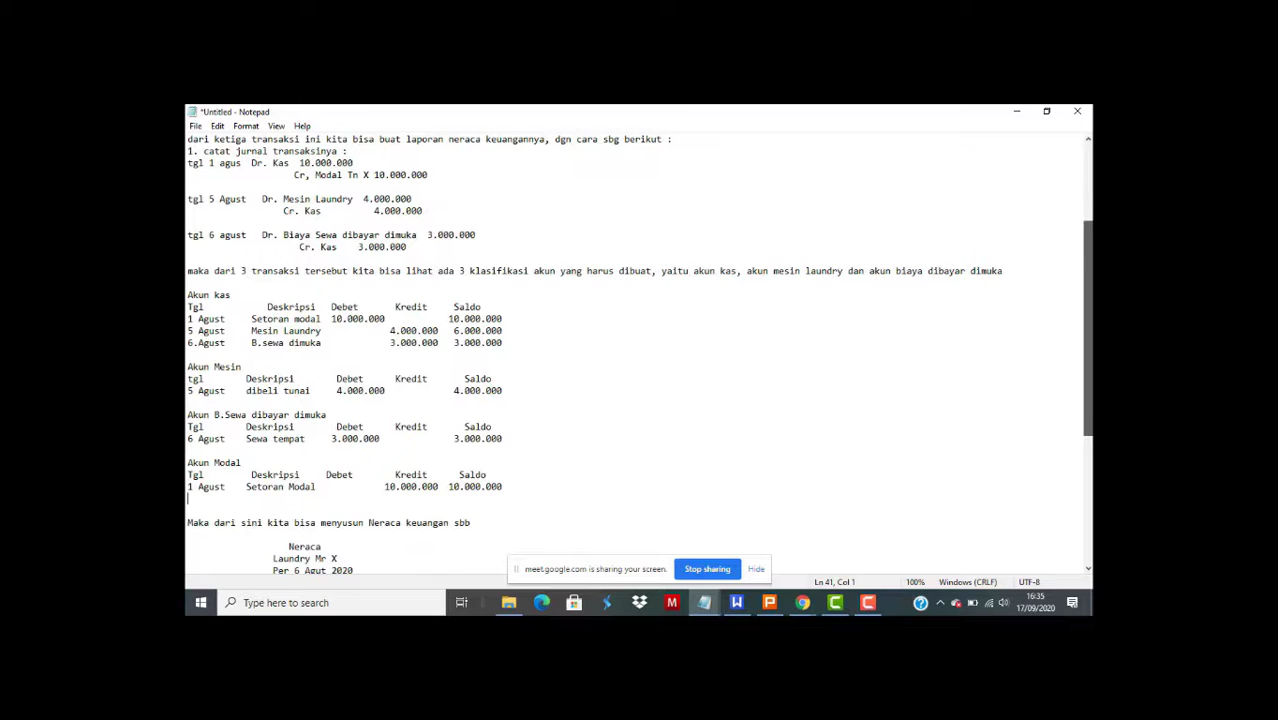 *Untitled - Notepad
File Edit Format View Help
dari ketiga transaksi ini kita bisa buat laporan neraca keuangannya, dgn cara sbg berikut :
1. catat jurnal transaksinya :
tgl 1 agus Dr. Kas 10.000.000
Cr, Modal Tn X 10.000.000
tgl 5 Agust Dr. Mesin Laundry 4.000.000
Cr. Kas 4.000.000
tgl 6 agust Dr. Biaya Sewa dibayar dimuka 3.000.000
Cr. Kas 3.000.000
maka dari 3 transaksi tersebut kita bisa lihat ada 3 klasifikasi akun yang harus dibuat, yaitu akun kas, akun mesin laundry dan akun biaya dibayar dimuka
Akun kas
Tgl Deskripsi Debet Kredit Saldo
1 Agust Setoran modal 10.000.000 10.000.000
5 Agust Mesin Laundry 4.000.000 6.000.000
6.Agust B.sewa dimuka 3.000.000 3.000.000
Akun Mesin
tgl Deskripsi Debet Kredit Saldo
5 Agust dibeli tunai 4.000.000 4.000.000
Akun B.Sewa dibayar dimuka
Tgl Deskripsi Debet Kredit Saldo
6 Agust Sewa tempat 3.000.000 3.000.000
Akun Modal
Tgl Deskripsi Debet Kredit Saldo
1 Agust Setoran Modal 10.000.000 10.000.000
Maka dari sini kita bisa menyusun Neraca keuangan sbb
Neraca
Laundry Mr X
Per 6 Agut 2020
meet.google.com is sharing your screen. Stop sharing Hide
Ln 41, Col 1 100% Windows (CRLF) UTF-8
Type here to search
16:35
17/09/2020